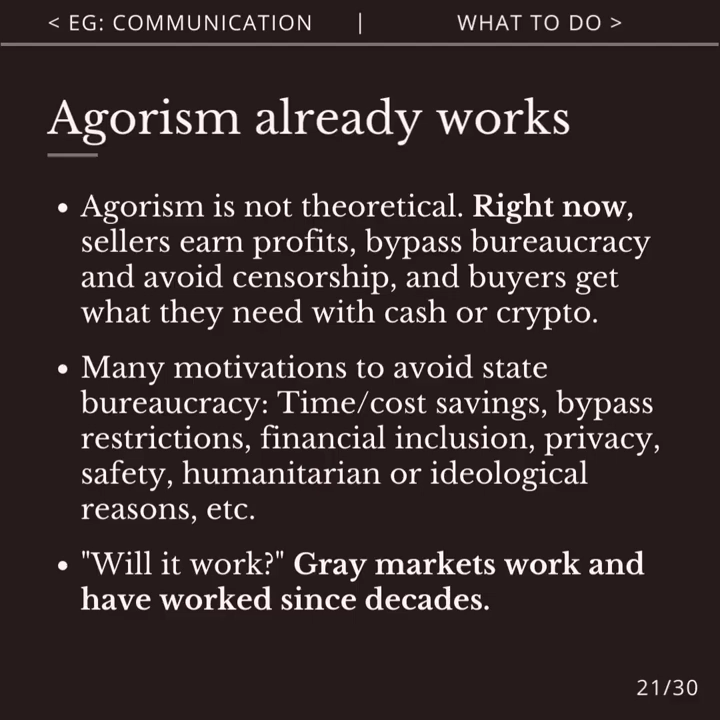 < EG: COMMUNICATION | WHAT TO DO >
Agorism already works
• Agorism is not theoretical. Right now,
sellers earn profits, bypass bureaucracy
and avoid censorship, and buyers get
what they need with cash or crypto.
• Many motivations to avoid state
bureaucracy: Time/cost savings, bypass
restrictions, financial inclusion, privacy,
safety, humanitarian or ideological
reasons, etc.
• "Will it work?" Gray markets work and
have worked since decades.
21/30